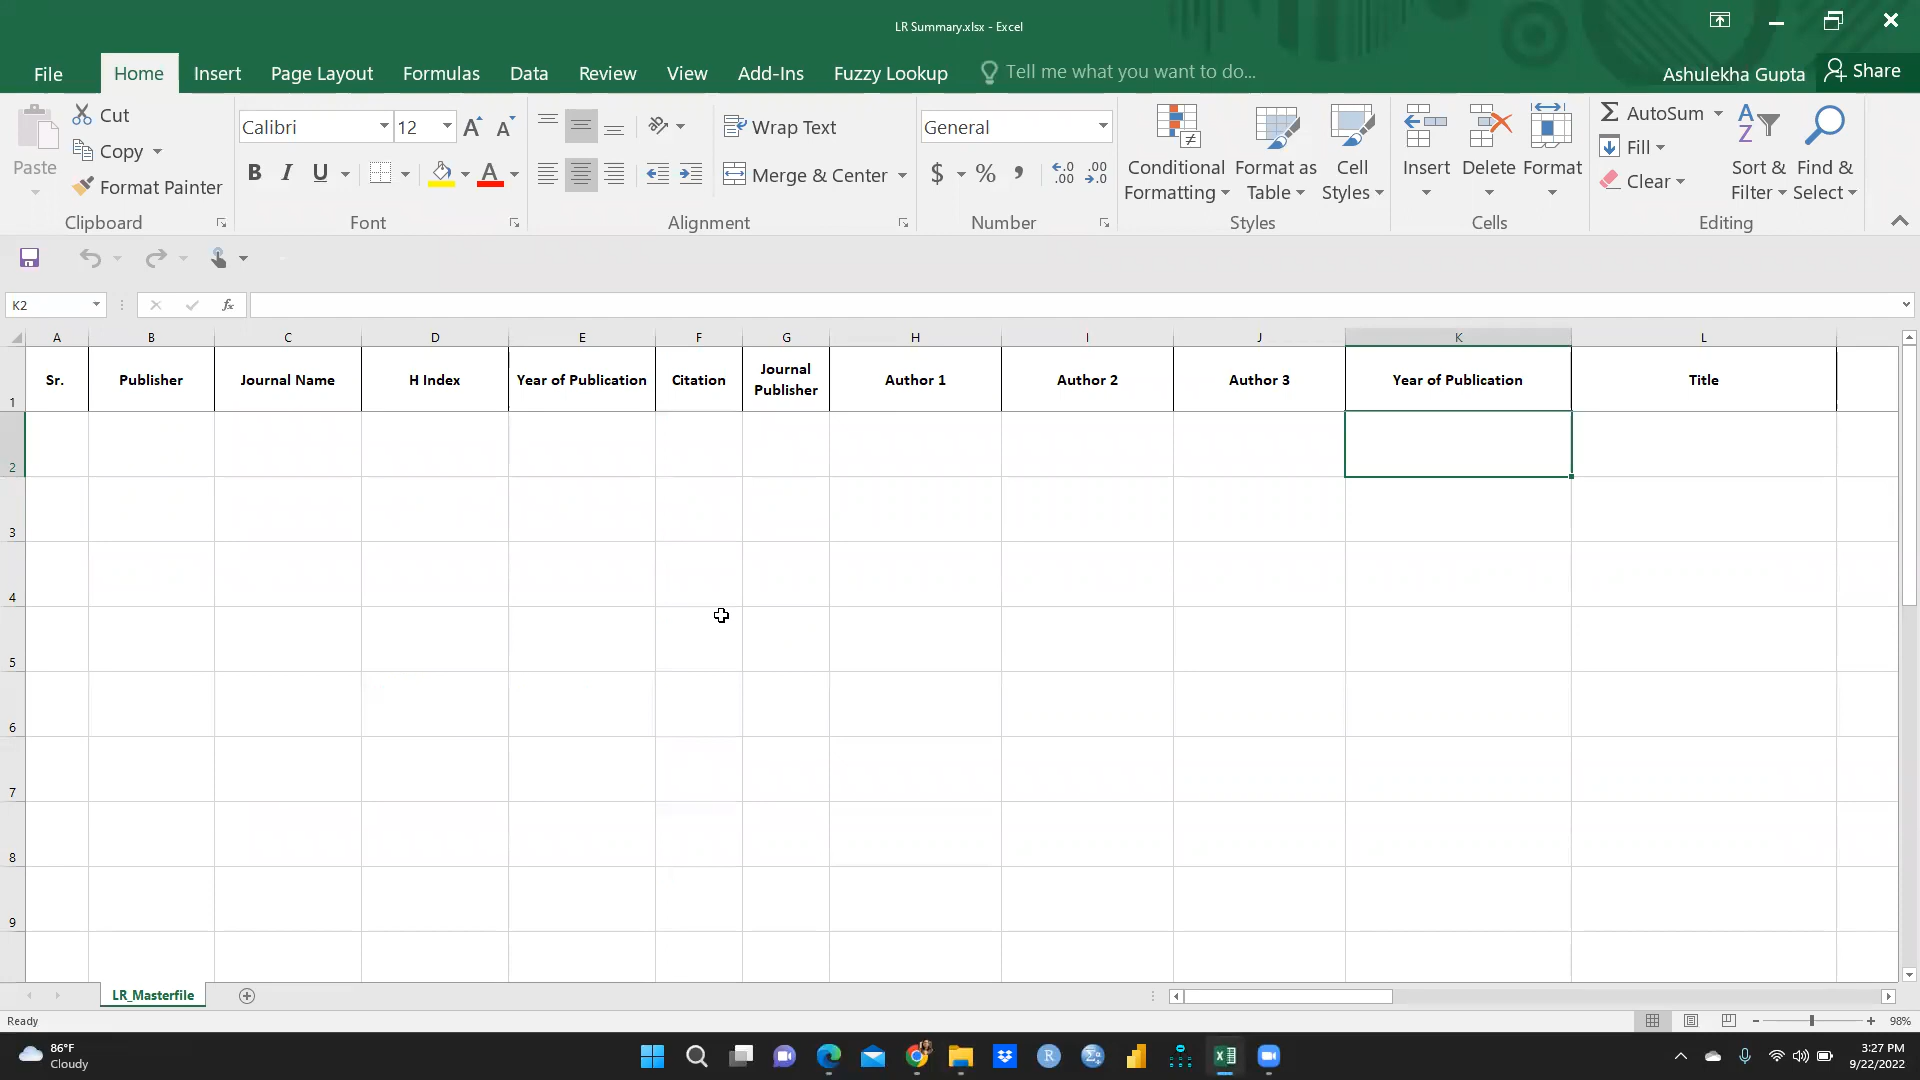 LR Summary.xlsx - Excel
File Home Insert Page Layout Formulas Data Review View Add-Ins Fuzzy Lookup Tell me what you want to do... Ashulekha Gupta Share
Paste
Cut
Copy
Format Painter
Clipboard
Calibri 12
B I U A
Font
Wrap Text
Merge & Center
Alignment
General
$ % , .0 .00 .00 .0
Number
Conditional Formatting
Format as Table
Cell Styles
Styles
Insert
Delete
Format
Cells
AutoSum
Fill
Clear
Sort & Filter
Find & Select
Editing
K2 fx
A B C D E F G H I J K L
1 Sr. Publisher Journal Name H Index Year of Publication Citation Journal Publisher Author 1 Author 2 Author 3 Year of Publication Title
2
3
4
5
6
7
8
9
LR_Masterfile
Ready 98%
86°F
Cloudy
3:27 PM
9/22/2022